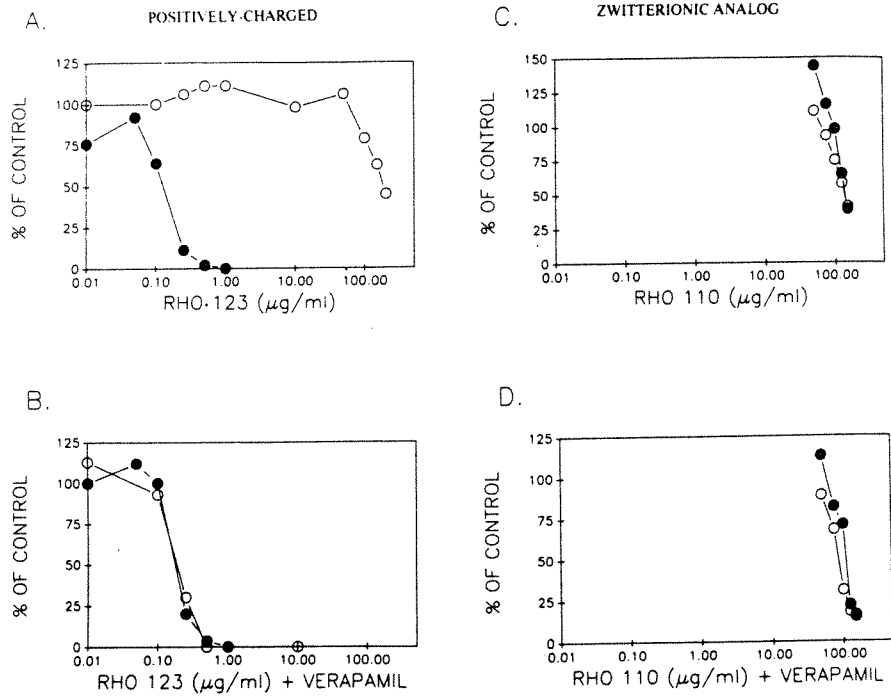 A.
POSITIVELY-CHARGED
% OF CONTROL
125
100
75
50
25
0
0.01 0.10 1.00 10.00 100.00
RHO·123 (μg/ml)
C.
ZWITTERIONIC ANALOG
% OF CONTROL
150
125
100
75
50
25
0
0.01 0.10 1.00 10.00 100.00
RHO 110 (μg/ml)
B.
% OF CONTROL
125
100
75
50
25
0
0.01 0.10 1.00 10.00 100.00
RHO 123 (μg/ml) + VERAPAMIL
D.
% OF CONTROL
125
100
75
50
25
0
0.01 0.10 1.00 10.00 100.00
RHO 110 (μg/ml) + VERAPAMIL